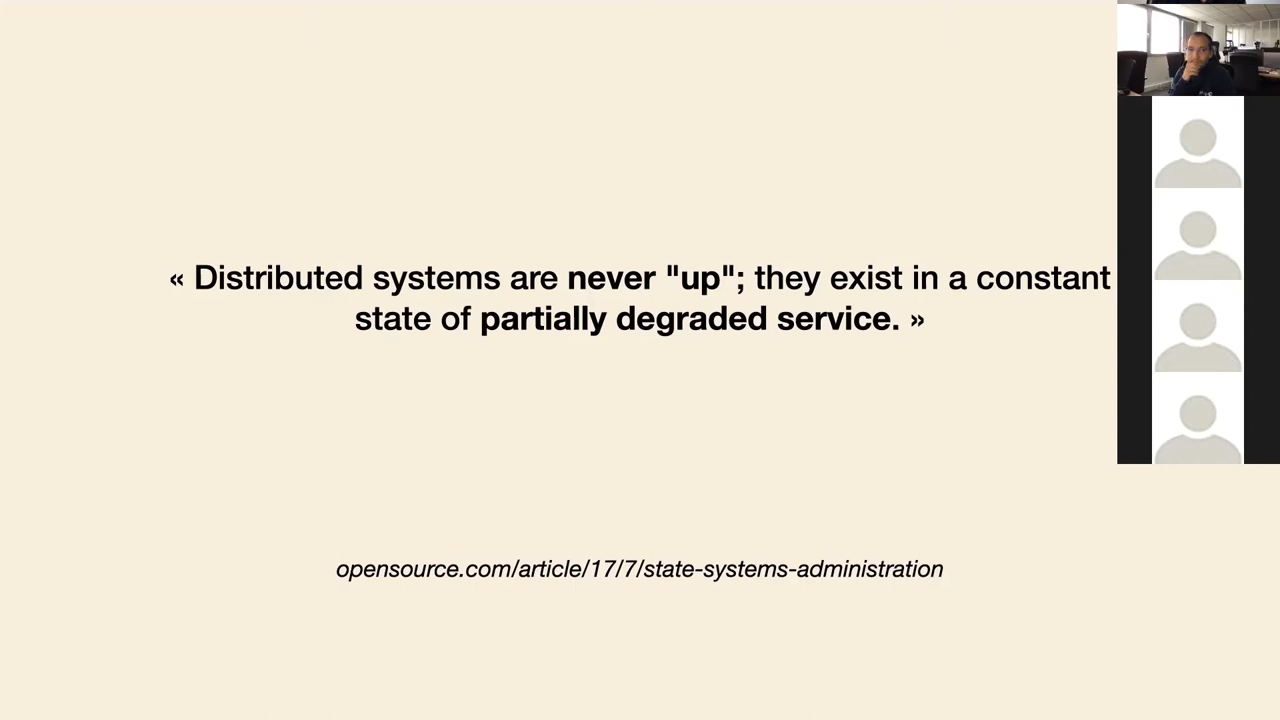 « Distributed systems are never "up"; they exist in a constant
state of partially degraded service. »
opensource.com/article/17/7/state-systems-administration